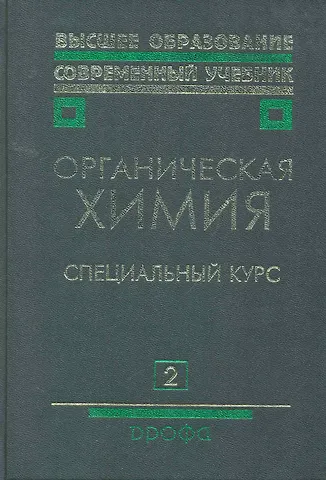 ВЫСШЕЕ ОБРАЗОВАНИЕ
СОВРЕМЕННЫЙ УЧЕБНИК
ОРГАНИЧЕСКАЯ
ХИМИЯ
СПЕЦИАЛЬНЫЙ КУРС
2
дрофа